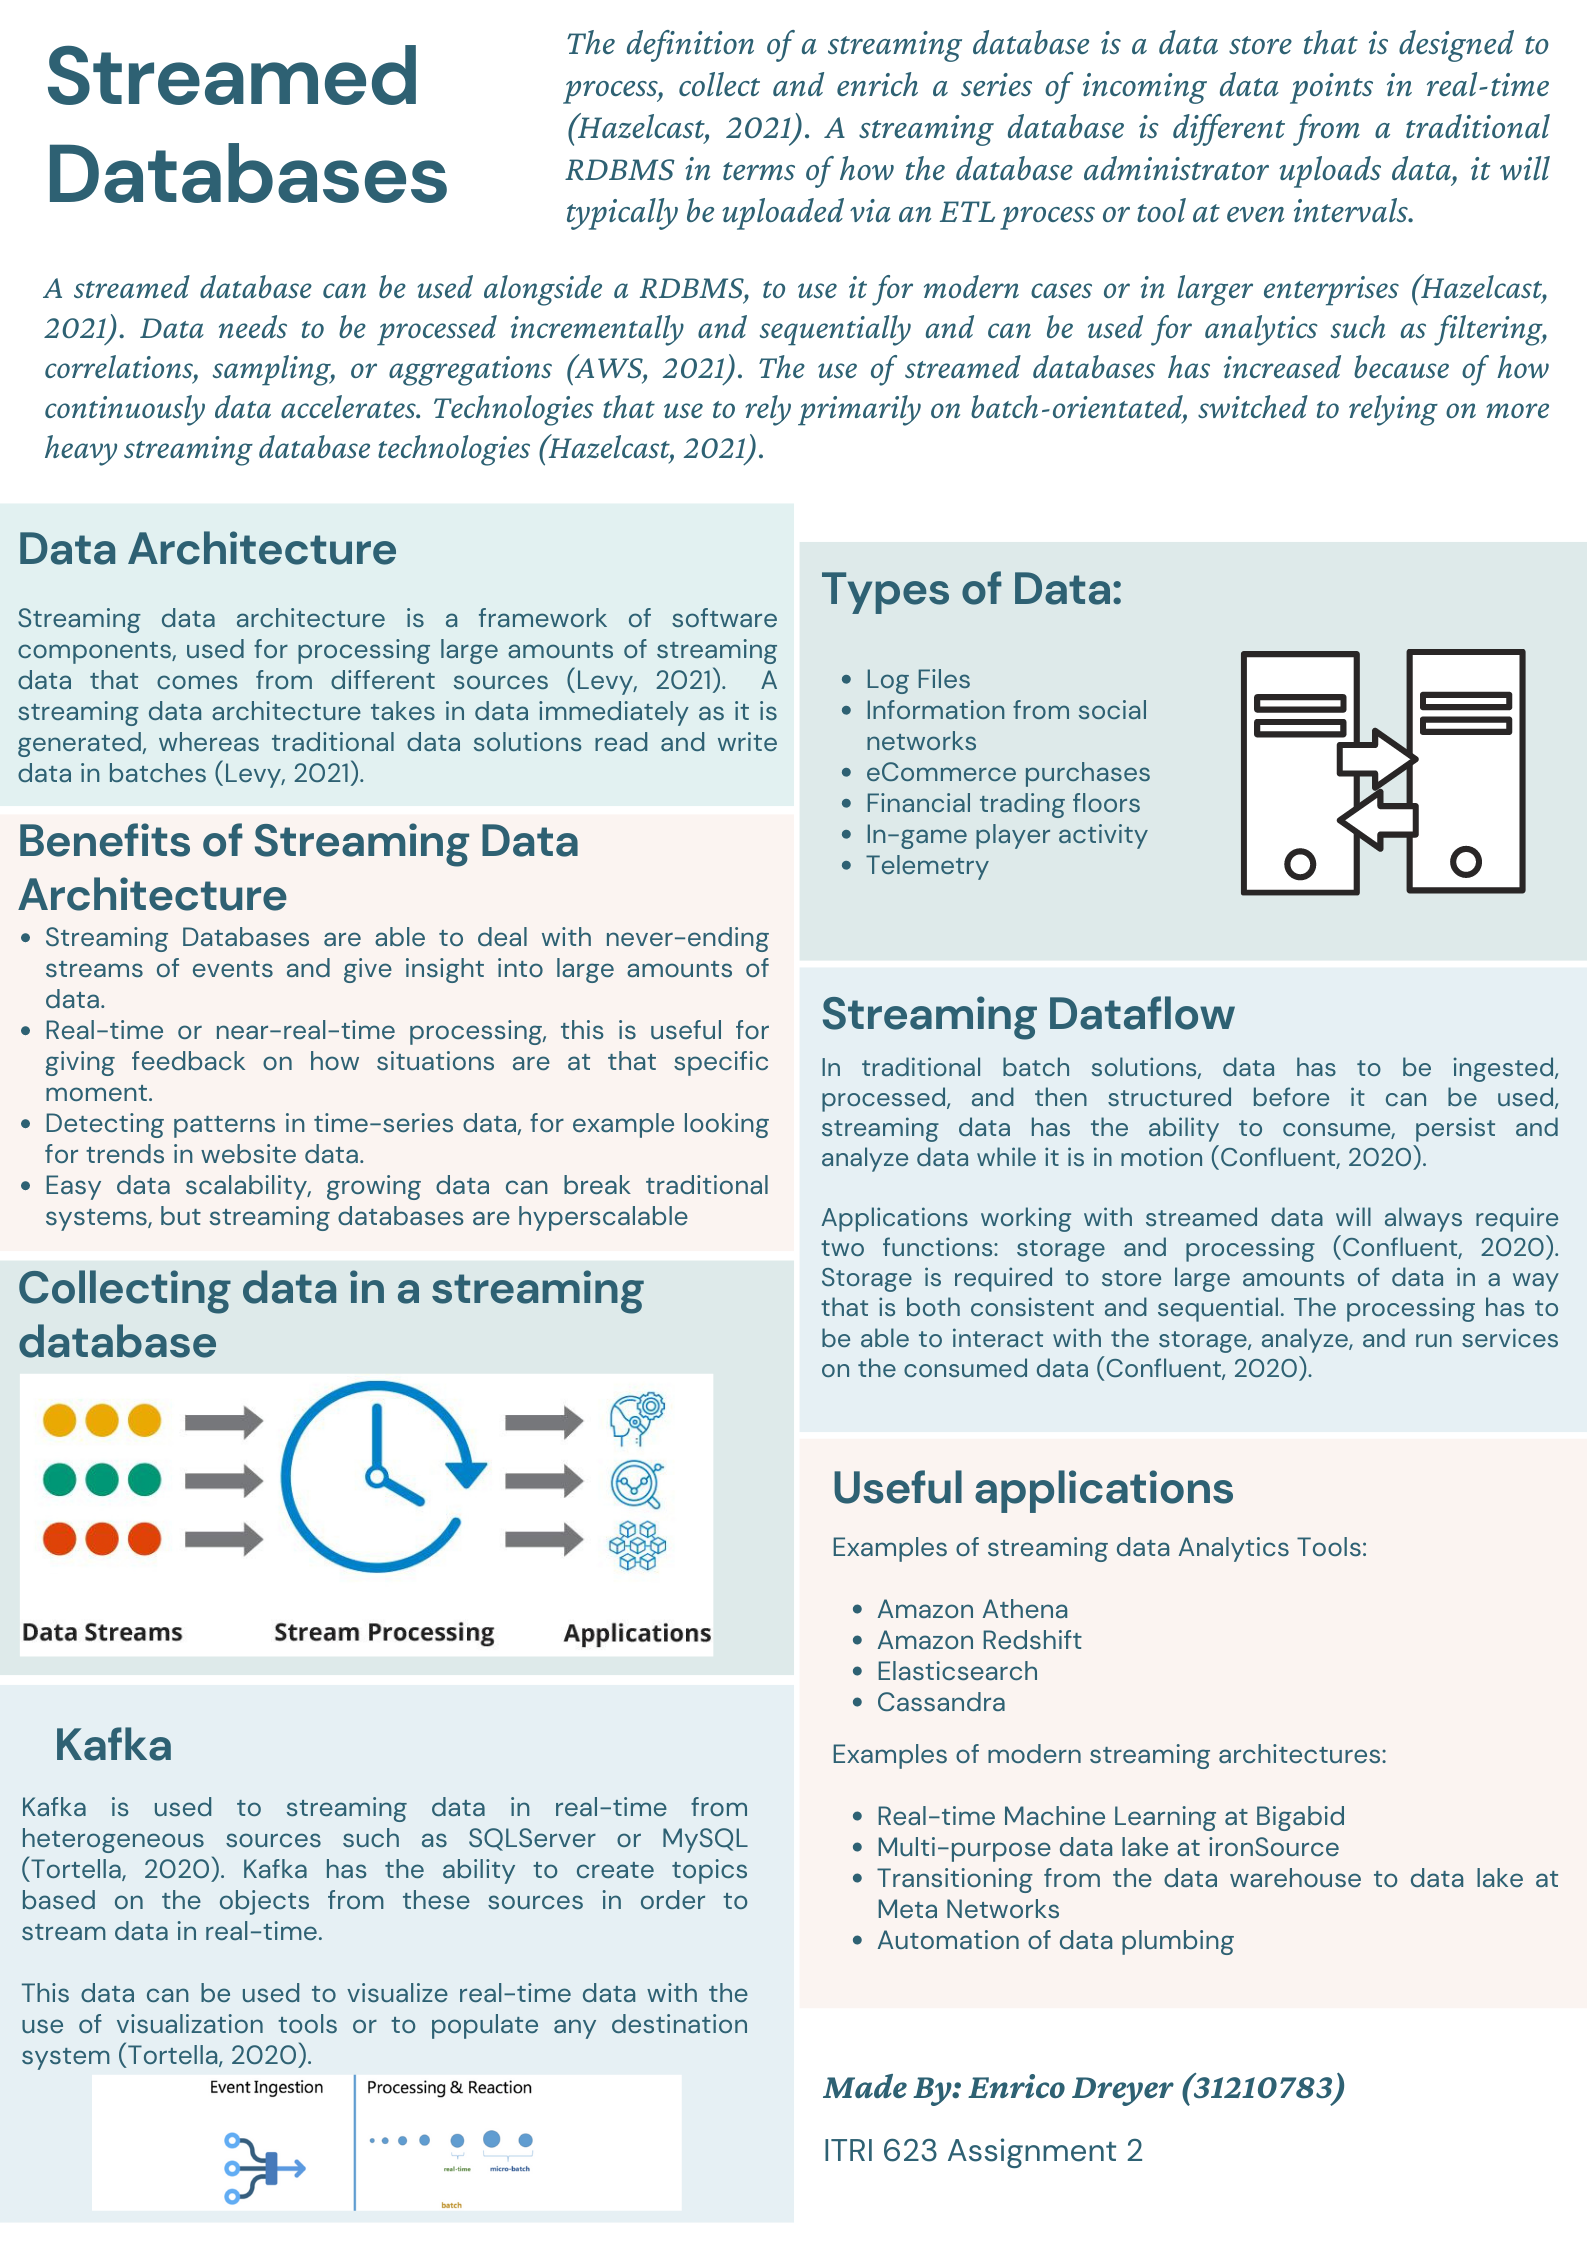 Streamed
Databases
The definition of a streaming database is a data store that is designed to
process, collect and enrich a series of incoming data points in real-time
(Hazelcast, 2021). A streaming database is different from a traditional
RDBMS in terms of how the database administrator uploads data, it will
typically be uploaded via an ETL process or tool at even intervals.
A streamed database can be used alongside a RDBMS, to use it for modern cases or in larger enterprises (Hazelcast,
2021). Data needs to be processed incrementally and sequentially and can be used for analytics such as filtering,
correlations, sampling, or aggregations (AWS, 2021). The use of streamed databases has increased because of how
continuously data accelerates. Technologies that use to rely primarily on batch-orientated, switched to relying on more
heavy streaming database technologies (Hazelcast, 2021).
Data Architecture
Streaming data architecture is a framework of software
components, used for processing large amounts of streaming
data that comes from different sources (Levy, 2021). A
streaming data architecture takes in data immediately as it is
generated, whereas traditional data solutions read and write
data in batches (Levy, 2021).
Benefits of Streaming Data
Architecture
• Streaming Databases are able to deal with never-ending
streams of events and give insight into large amounts of
data.
• Real-time or near-real-time processing, this is useful for
giving feedback on how situations are at that specific
moment.
• Detecting patterns in time-series data, for example looking
for trends in website data.
• Easy data scalability, growing data can break traditional
systems, but streaming databases are hyperscalable
Collecting data in a streaming
database
Data Streams
Stream Processing
Applications
Kafka
Kafka is used to streaming data in real-time from
heterogeneous sources such as SQLServer or MySQL
(Tortella, 2020). Kafka has the ability to create topics
based on the objects from these sources in order to
stream data in real-time.
This data can be used to visualize real-time data with the
use of visualization tools or to populate any destination
system (Tortella, 2020).
Event Ingestion
Processing & Reaction
real-time
micro-batch
batch
Types of Data:
• Log Files
• Information from social
networks
• eCommerce purchases
• Financial trading floors
• In-game player activity
• Telemetry
Streaming Dataflow
In traditional batch solutions, data has to be ingested,
processed, and then structured before it can be used,
streaming data has the ability to consume, persist and
analyze data while it is in motion (Confluent, 2020).
Applications working with streamed data will always require
two functions: storage and processing (Confluent, 2020).
Storage is required to store large amounts of data in a way
that is both consistent and sequential. The processing has to
be able to interact with the storage, analyze, and run services
on the consumed data (Confluent, 2020).
Useful applications
Examples of streaming data Analytics Tools:
• Amazon Athena
• Amazon Redshift
• Elasticsearch
• Cassandra
Examples of modern streaming architectures:
• Real-time Machine Learning at Bigabid
• Multi-purpose data lake at ironSource
• Transitioning from the data warehouse to data lake at
Meta Networks
• Automation of data plumbing
Made By: Enrico Dreyer (31210783)
ITRI 623 Assignment 2